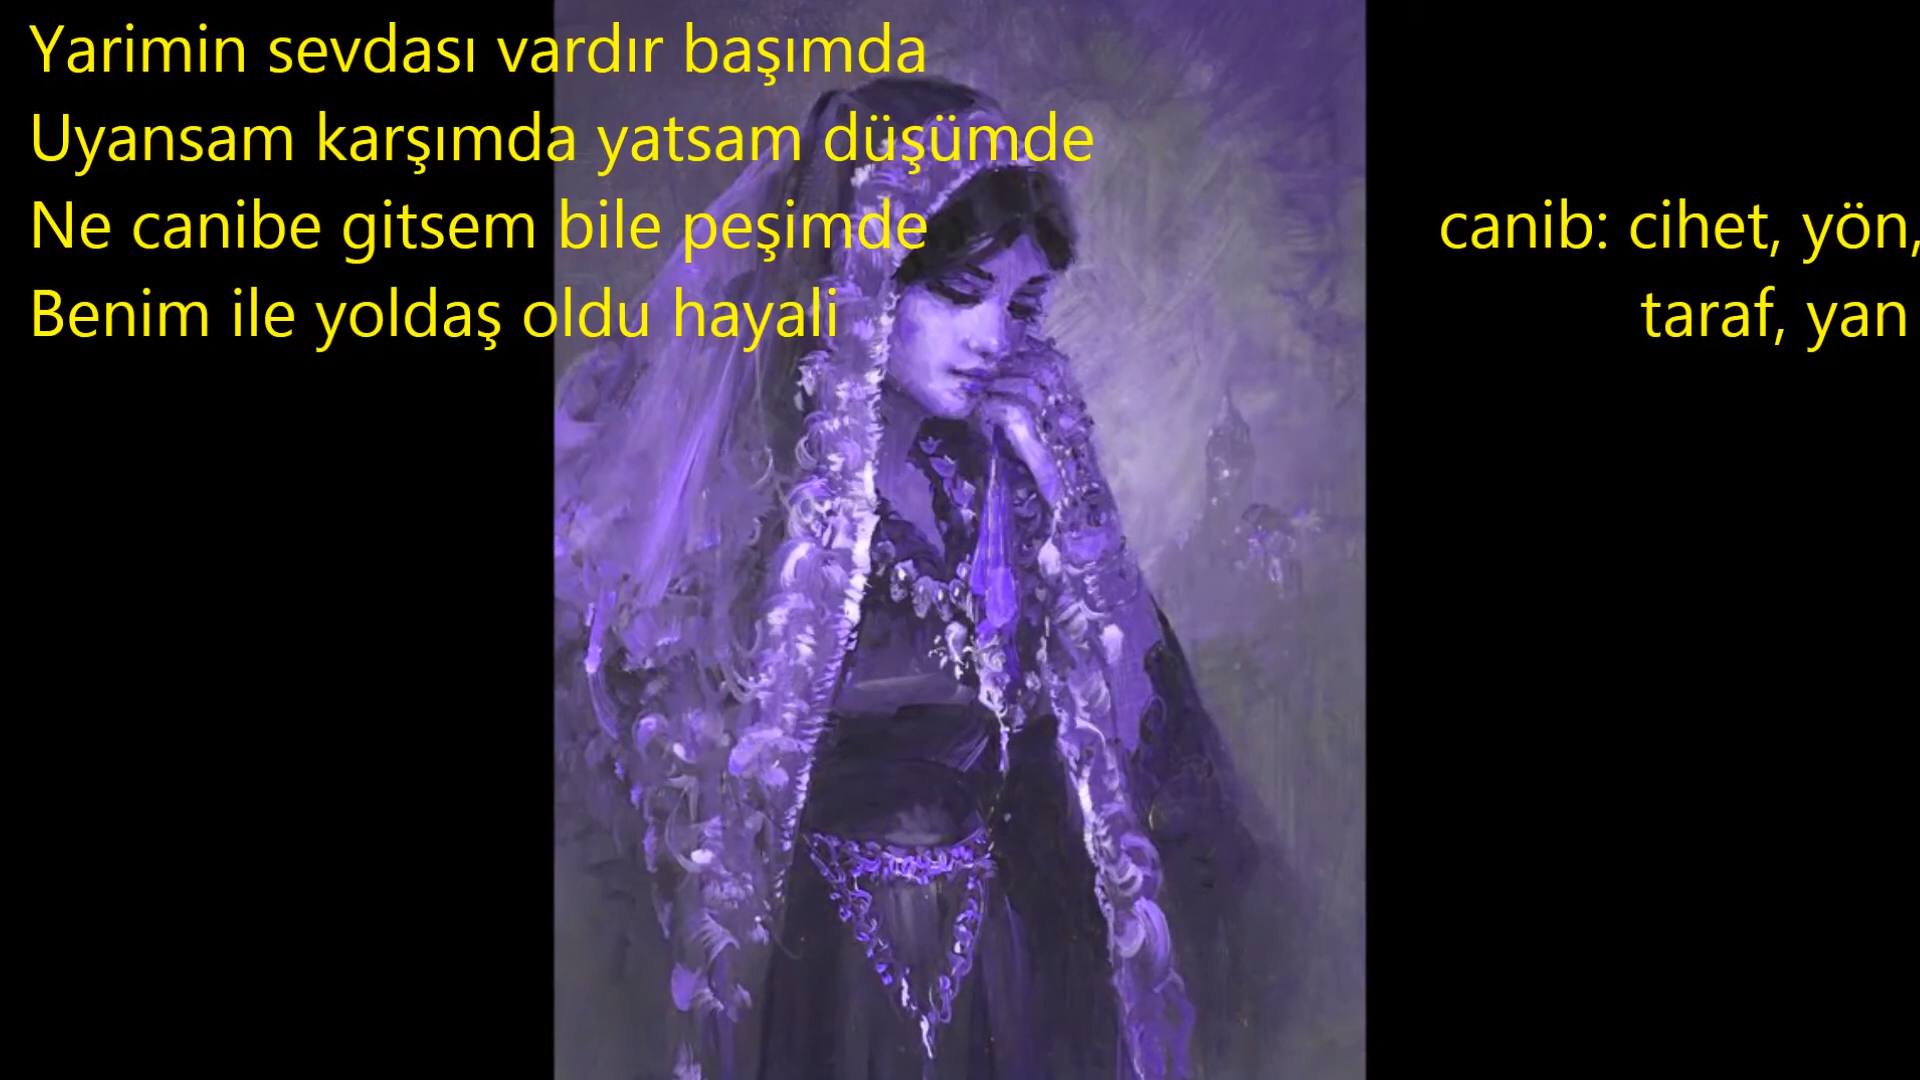 Yarimin sevdası vardır başımda
Uyansam karşımda yatsam düşümde
Ne canibe gitsem bile peşimde
Benim ile yoldaş oldu hayali
canib: cihet, yön,
taraf, yan